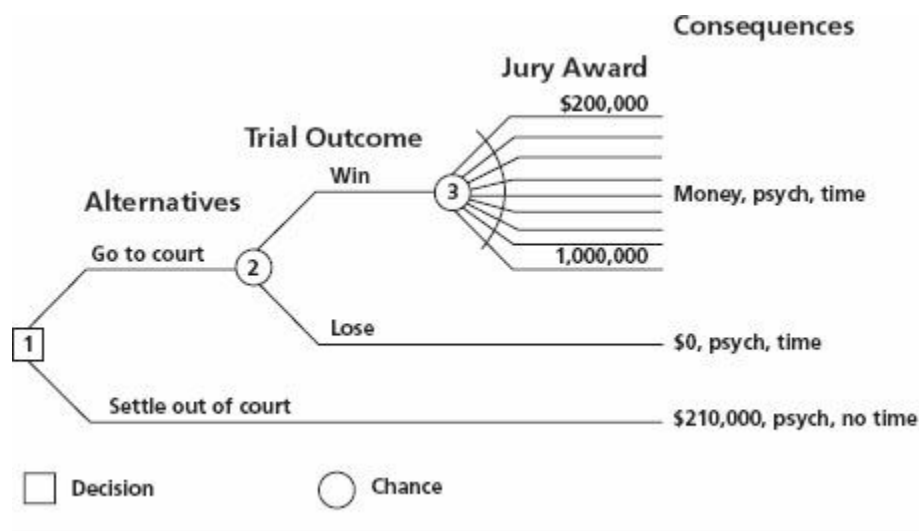 Consequences
Jury Award
$200,000
Trial Outcome
Win
3
Money, psych, time
Alternatives
Go to court
2
1,000,000
Lose
$0, psych, time
1
Settle out of court
$210,000, psych, no time
Decision
Chance